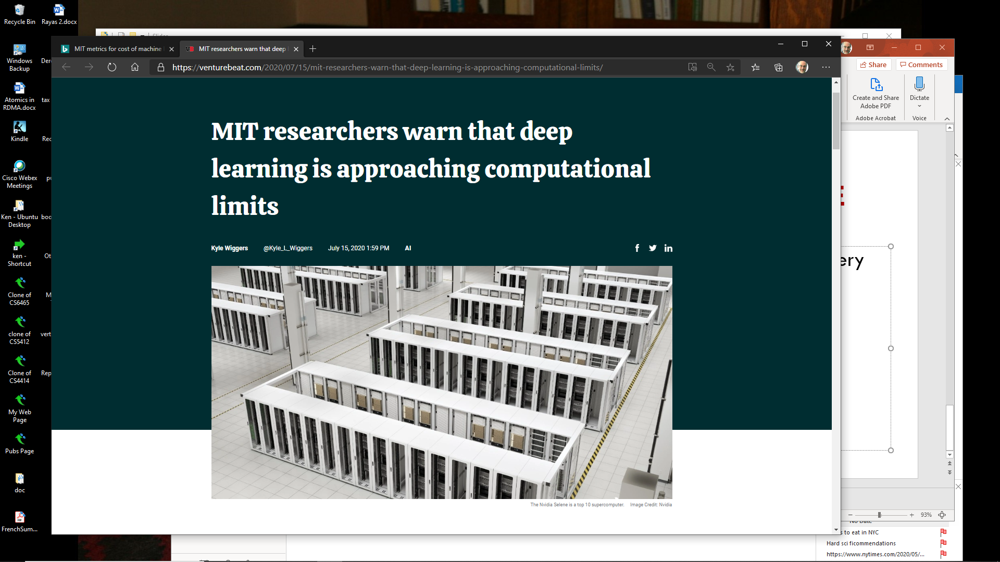 Recycle Bin
Rayas 2.docx
Windows
Backup
Dere
Atomics in
RDMA.docx
tax
Kindle
Rec
Cisco Webex
Meetings
pu
Ken - Ubuntu
Desktop
boo
ken -
Shortcut
Ot
Clone of
CS6465
M
clone of
CS5412
vert
Clone of
CS4414
Rep
My Web
Page
Pubs Page
doc
FrenchSum...
Slides
MIT metrics for cost of machine
MIT researchers warn that deep
https://venturebeat.com/2020/07/15/mit-researchers-warn-that-deep-learning-is-approaching-computational-limits/
MIT researchers warn that deep
learning is approaching computational
limits
Kyle Wiggers @Kyle_L_Wiggers July 15, 2020 1:59 PM AI
The Nvidia Selene is a top 10 supercomputer. Image Credit: Nvidia
Share Comments
Create and Share
Adobe PDF
Dictate
Adobe Acrobat Voice
E
ery
93%
No Date
s to eat in NYC
Hard sci ficommendations
https://www.nytimes.com/2020/05/...